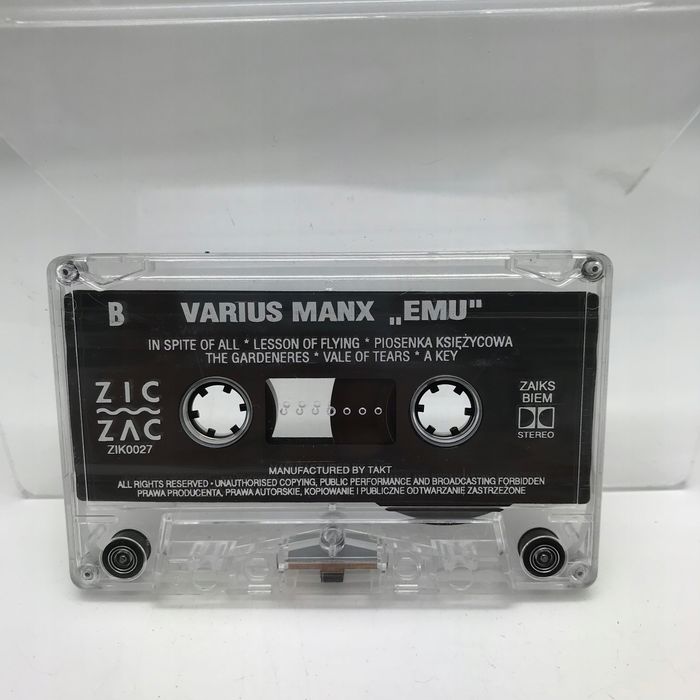 B
VARIUS MANX „EMU"
IN SPITE OF ALL * LESSON OF FLYING * PIOSENKA KSIĘŻYCOWA
THE GARDENERES * VALE OF TEARS * A KEY
ZIC
ZAC
ZIK0027
ZAIKS
BIEM
STEREO
MANUFACTURED BY TAKT
ALL RIGHTS RESERVED • UNAUTHORISED COPYING, PUBLIC PERFORMANCE AND BROADCASTING FORBIDDEN
PRAWA PRODUCENTA, PRAWA AUTORSKIE, KOPIOWANIE I PUBLICZNE ODTWARZANIE ZASTRZEŻONE